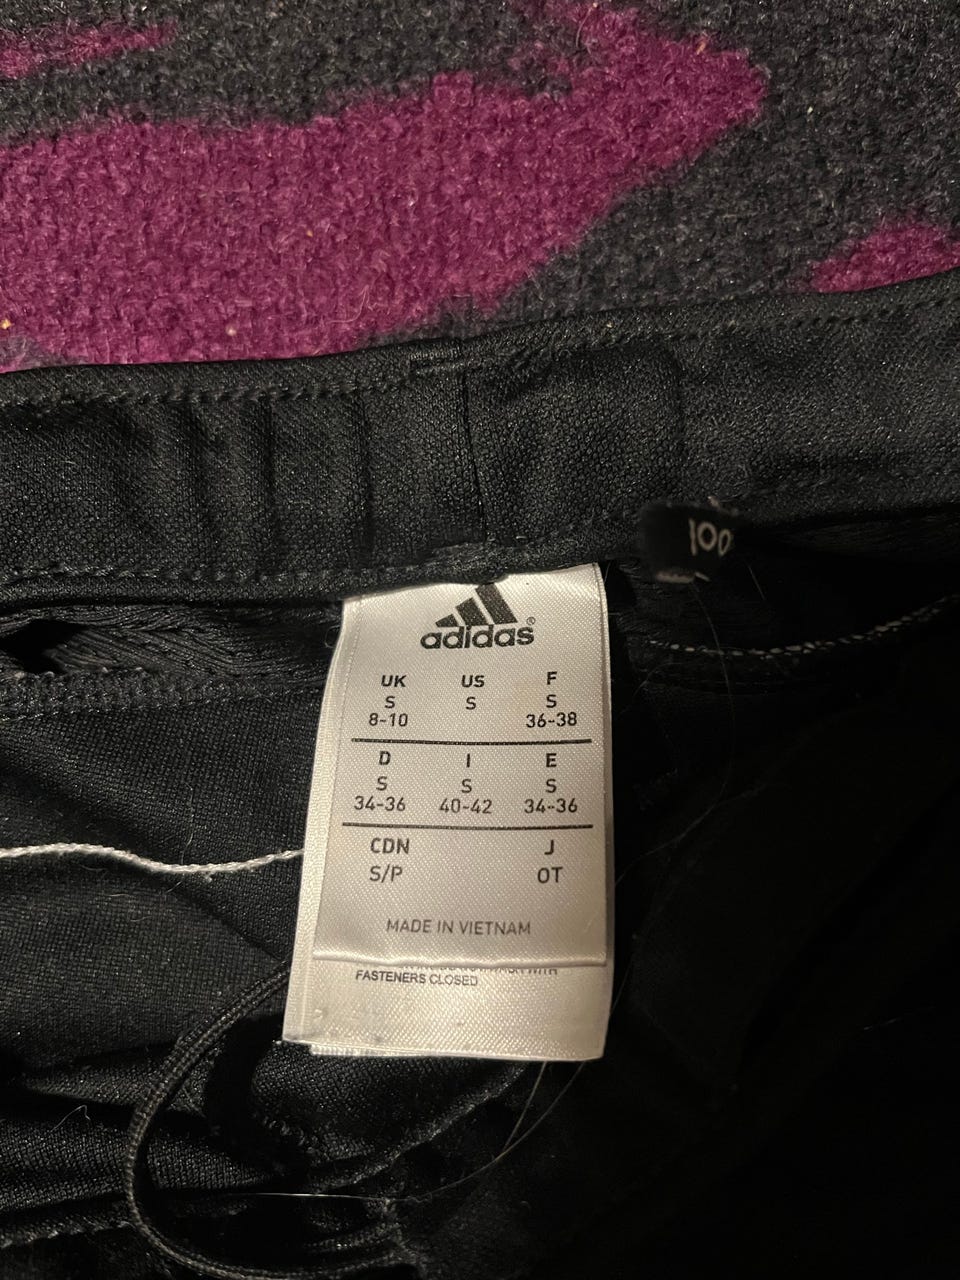 100
adidas®
UK US F
S S S
8-10 36-38
D I E
S S S
34-36 40-42 34-36
CDN J
S/P OT
MADE IN VIETNAM
FASTENERS CLOSED